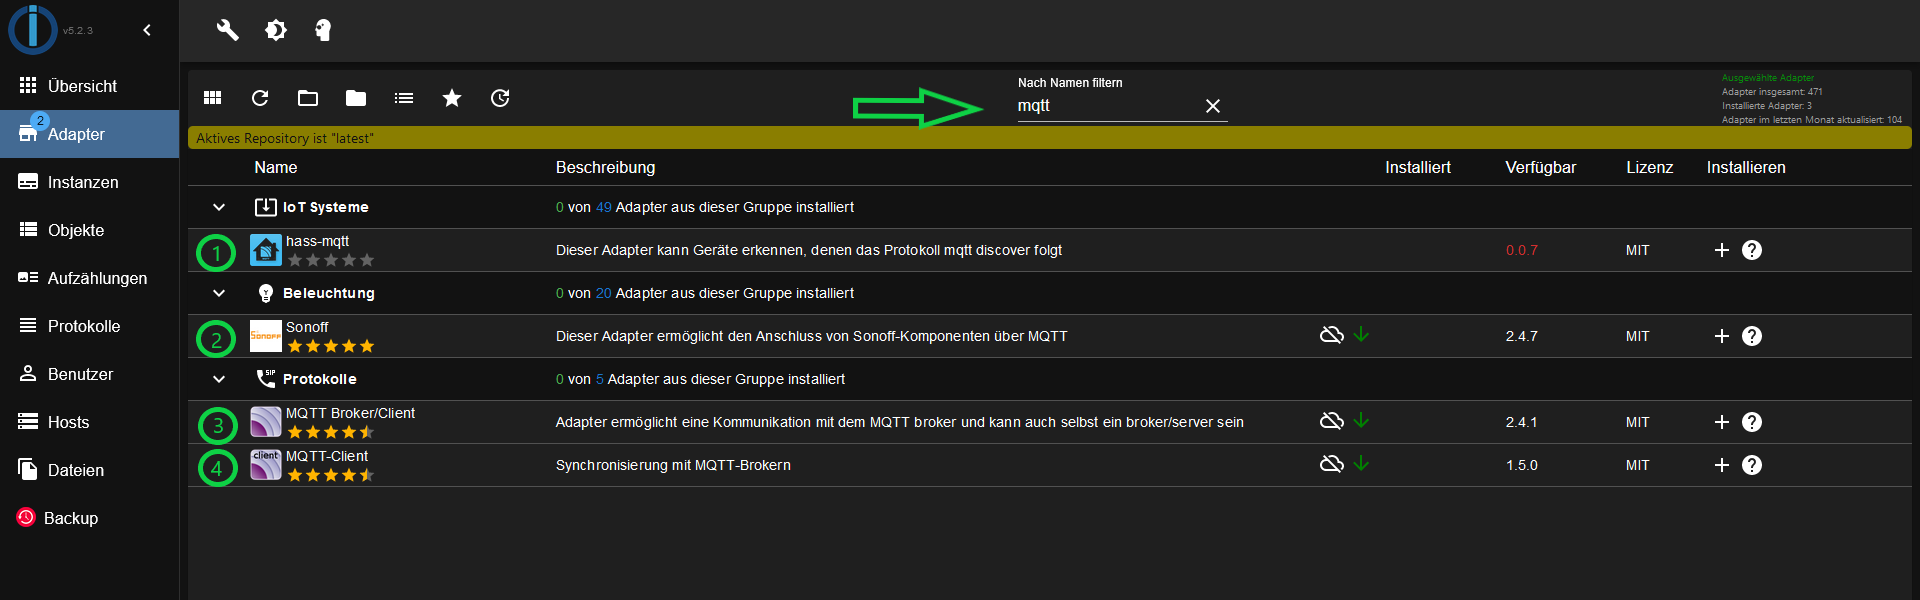 v5.2.3
Übersicht
2
Adapter
Instanzen
Objekte
Aufzählungen
Protokolle
Benutzer
Hosts
Dateien
Backup
Nach Namen filtern
mqtt
Ausgewählte Adapter
Adapter insgesamt: 471
Installierte Adapter: 3
Adapter im letzten Monat aktualisiert: 104
Aktives Repository ist "latest"
Name Beschreibung Installiert Verfügbar Lizenz Installieren
IoT Systeme 0 von 49 Adapter aus dieser Gruppe installiert
1 hass-mqtt Dieser Adapter kann Geräte erkennen, denen das Protokoll mqtt discover folgt 0.0.7 MIT
Beleuchtung 0 von 20 Adapter aus dieser Gruppe installiert
2 SONOFF Sonoff Dieser Adapter ermöglicht den Anschluss von Sonoff-Komponenten über MQTT 2.4.7 MIT
SIP Protokolle 0 von 5 Adapter aus dieser Gruppe installiert
3 MQTT Broker/Client Adapter ermöglicht eine Kommunikation mit dem MQTT broker und kann auch selbst ein broker/server sein 2.4.1 MIT
4 client MQTT-Client Synchronisierung mit MQTT-Brokern 1.5.0 MIT